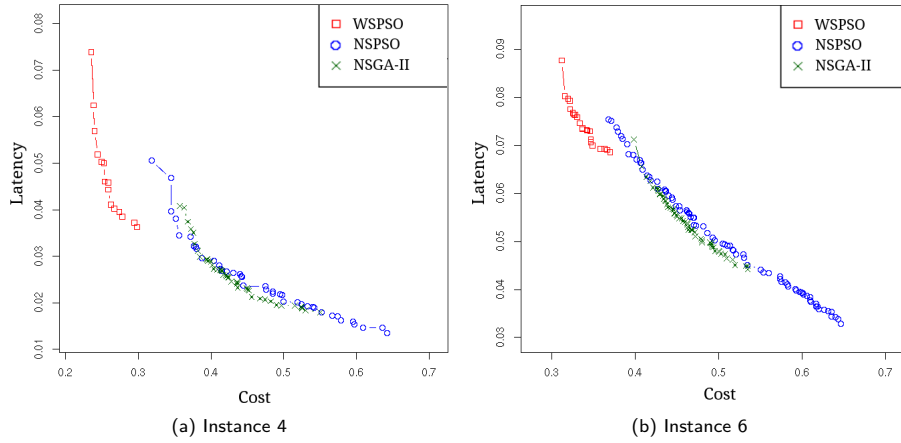 WSPSO
NSPSO
NSGA-II
Latency
0.08
0.07
0.06
0.05
0.04
0.03
0.02
0.01
0.2 0.3 0.4 0.5 0.6 0.7
Cost
(a) Instance 4
WSPSO
NSPSO
NSGA-II
Latency
0.09
0.08
0.07
0.06
0.05
0.04
0.03
0.3 0.4 0.5 0.6 0.7
Cost
(b) Instance 6